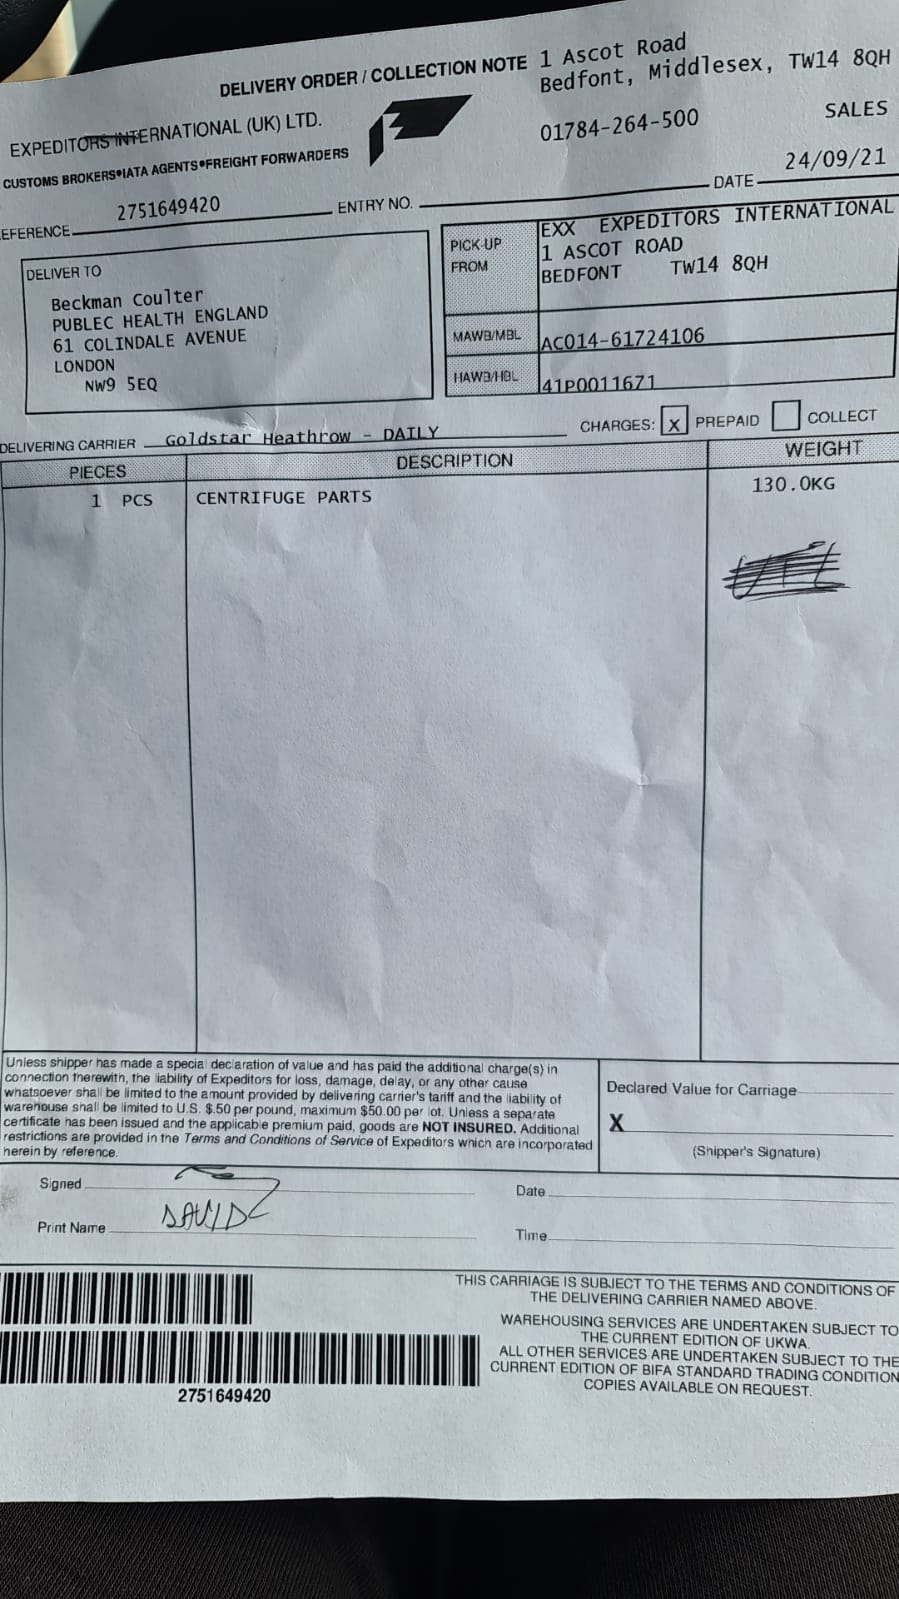 DELIVERY ORDER / COLLECTION NOTE
1 Ascot Road
Bedfont, Middlesex, TW14 8QH
EXPEDITORS INTERNATIONAL (UK) LTD.
01784-264-500
SALES
CUSTOMS BROKERS•IATA AGENTS•FREIGHT FORWARDERS
DATE 24/09/21
EFERENCE 2751649420
ENTRY NO.
DELIVER TO
Beckman Coulter
PUBLEC HEALTH ENGLAND
61 COLINDALE AVENUE
LONDON
NW9 5EQ
PICK-UP FROM
EXX EXPEDITORS INTERNATIONAL
1 ASCOT ROAD
BEDFONT TW14 8QH
MAWB/MBL AC014-61724106
HAWB/HBL 41P0011671
DELIVERING CARRIER Goldstar Heathrow - DAILY
CHARGES: X PREPAID COLLECT
PIECES DESCRIPTION WEIGHT
1 PCS CENTRIFUGE PARTS 130.0KG
Unless shipper has made a special declaration of value and has paid the additional charge(s) in
connection therewith, the liability of Expeditors for loss, damage, delay, or any other cause
whatsoever shall be limited to the amount provided by delivering carrier's tariff and the liability of
warehouse shall be limited to U.S. $.50 per pound, maximum $50.00 per lot. Unless a separate
certificate has been issued and the applicable premium paid, goods are NOT INSURED. Additional
restrictions are provided in the Terms and Conditions of Service of Expeditors which are incorporated
herein by reference.
Declared Value for Carriage
X
(Shipper's Signature)
Signed
Date
Print Name DAVID
Time
THIS CARRIAGE IS SUBJECT TO THE TERMS AND CONDITIONS OF
THE DELIVERING CARRIER NAMED ABOVE.
WAREHOUSING SERVICES ARE UNDERTAKEN SUBJECT TO
THE CURRENT EDITION OF UKWA.
ALL OTHER SERVICES ARE UNDERTAKEN SUBJECT TO THE
CURRENT EDITION OF BIFA STANDARD TRADING CONDITION
COPIES AVAILABLE ON REQUEST.
2751649420